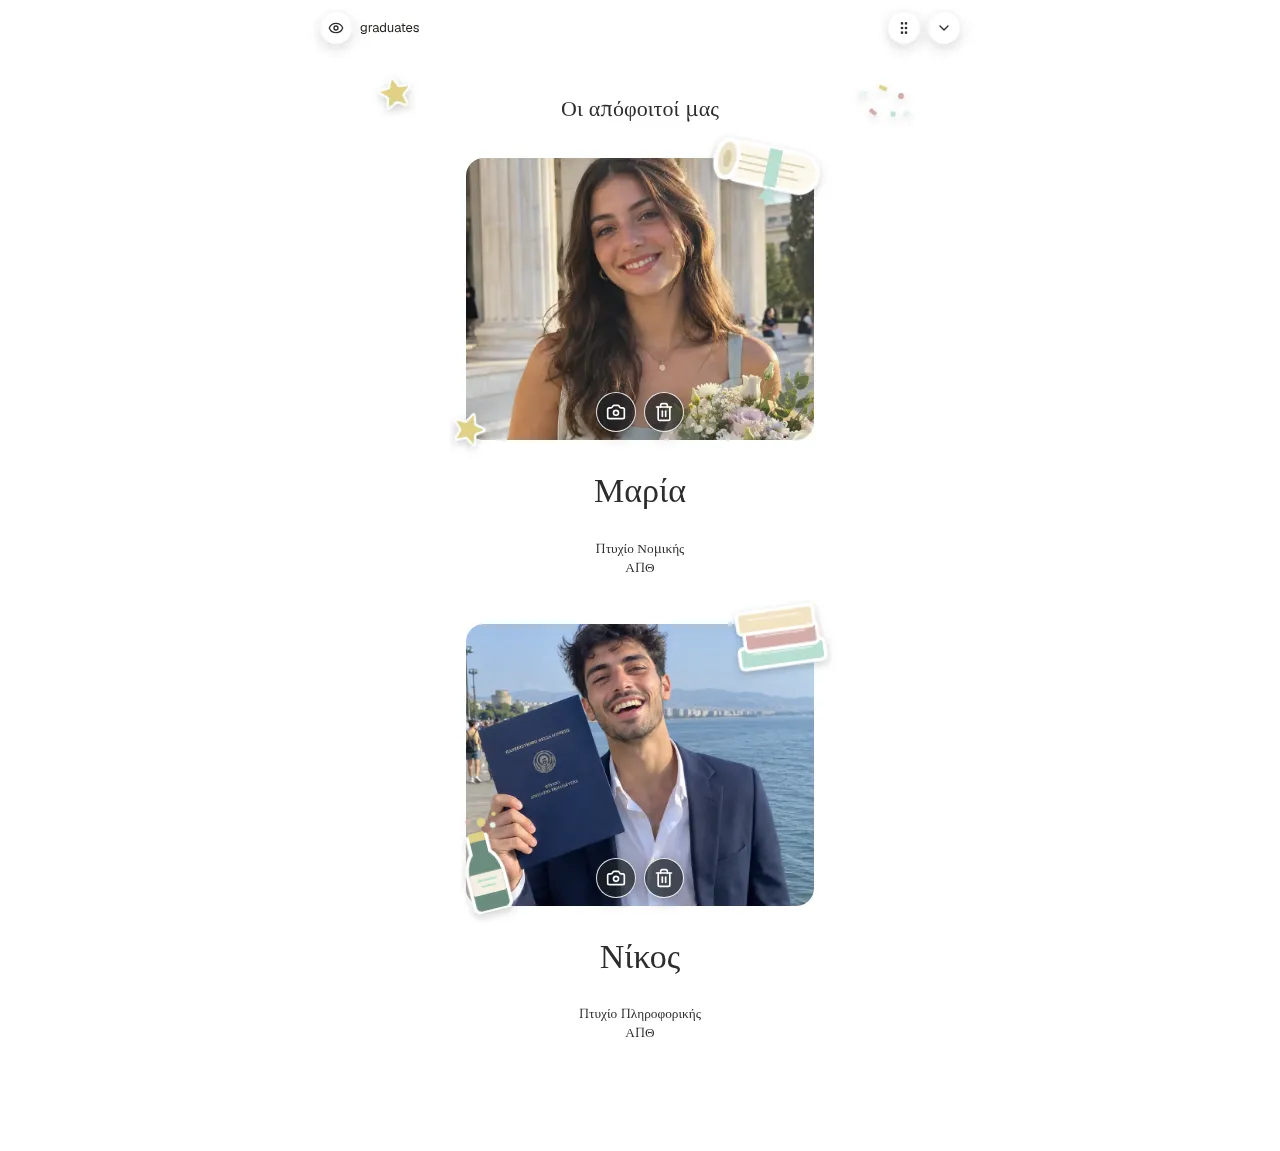 graduates
Οι απόφοιτοί μας
Μαρία
Πτυχίο Νομικής
ΑΠΘ
Νίκος
Πτυχίο Πληροφορικής
ΑΠΘ